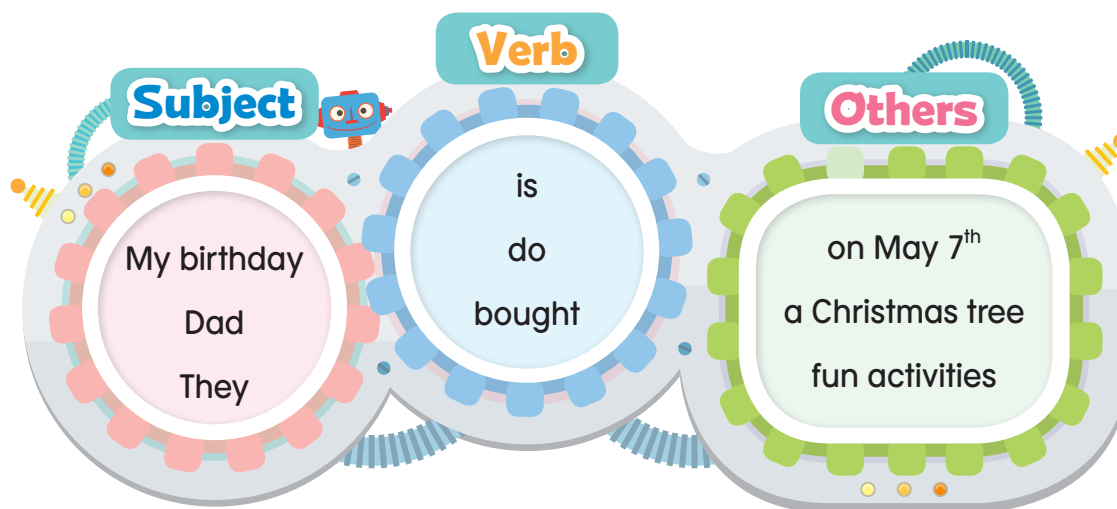 Subject
My birthday
Dad
They
Verb
is
do
bought
Others
on May 7th
a Christmas tree
fun activities